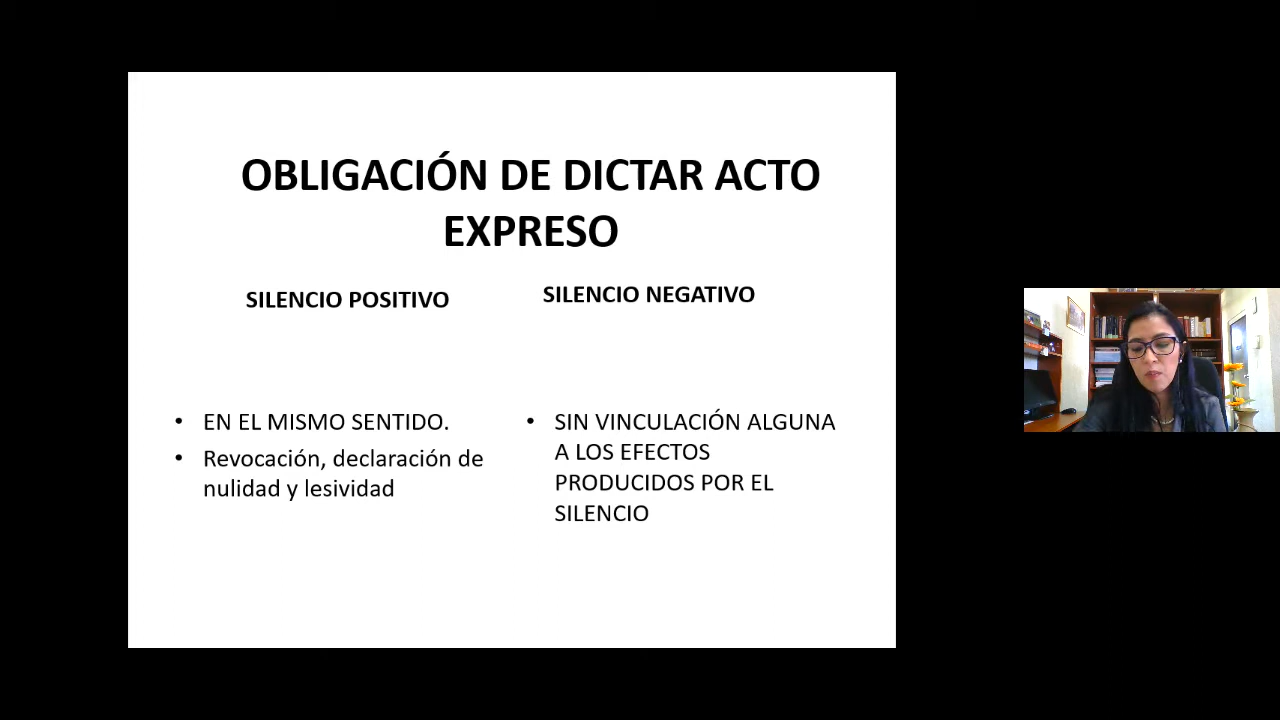 OBLIGACIÓN DE DICTAR ACTO
EXPRESO
SILENCIO POSITIVO
SILENCIO NEGATIVO
• EN EL MISMO SENTIDO.
• Revocación, declaración de
nulidad y lesividad
• SIN VINCULACIÓN ALGUNA
A LOS EFECTOS
PRODUCIDOS POR EL
SILENCIO